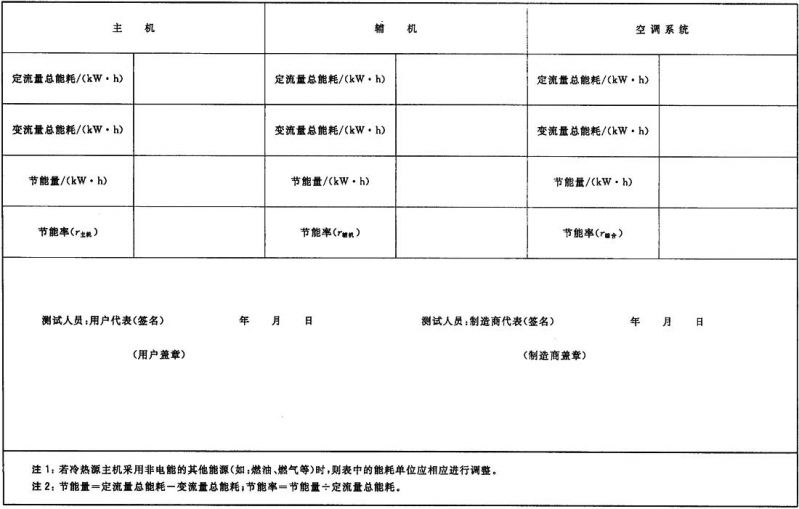 主 机 辅 机 空调系统
定流量总能耗/(kW·h) 定流量总能耗/(kW·h) 定流量总能耗/(kW·h)
变流量总能耗/(kW·h) 变流量总能耗/(kW·h) 变流量总能耗/(kW·h)
节能量/(kW·h) 节能量/(kW·h) 节能量/(kW·h)
节能率(r主耗) 节能率(r辅机) 节能率(r综合)
测试人员:用户代表(签名) 年 月 日 测试人员:制造商代表(签名) 年 月 日
(用户盖章) (制造商盖章)
注1:若冷热源主机采用非电能的其他能源(如:燃油、燃气等)时,则表中的能耗单位应相应进行调整。
注2:节能量=定流量总能耗-变流量总能耗;节能率=节能量÷定流量总能耗。